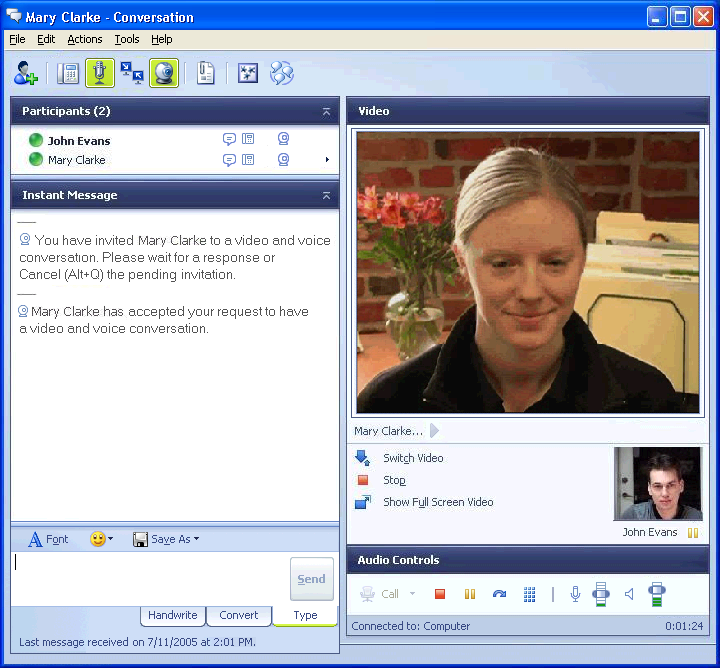 Mary Clarke - Conversation
File Edit Actions Tools Help
Participants (2)
John Evans
Mary Clarke
Instant Message
You have invited Mary Clarke to a video and voice
conversation. Please wait for a response or
Cancel (Alt+Q) the pending invitation.
Mary Clarke has accepted your request to have
a video and voice conversation.
A Font
Save As
Send
Handwrite Convert Type
Last message received on 7/11/2005 at 2:01 PM.
Video
Mary Clarke...
Switch Video
Stop
Show Full Screen Video
John Evans
Audio Controls
Call
Connected to: Computer 0:01:24